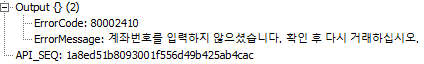 Output {} (2)
ErrorCode: 80002410
ErrorMessage: 계좌번호를 입력하지 않으셨습니다. 확인 후 다시 거래하십시오.
API_SEQ: 1a8ed51b8093001f556d49b425ab4cac